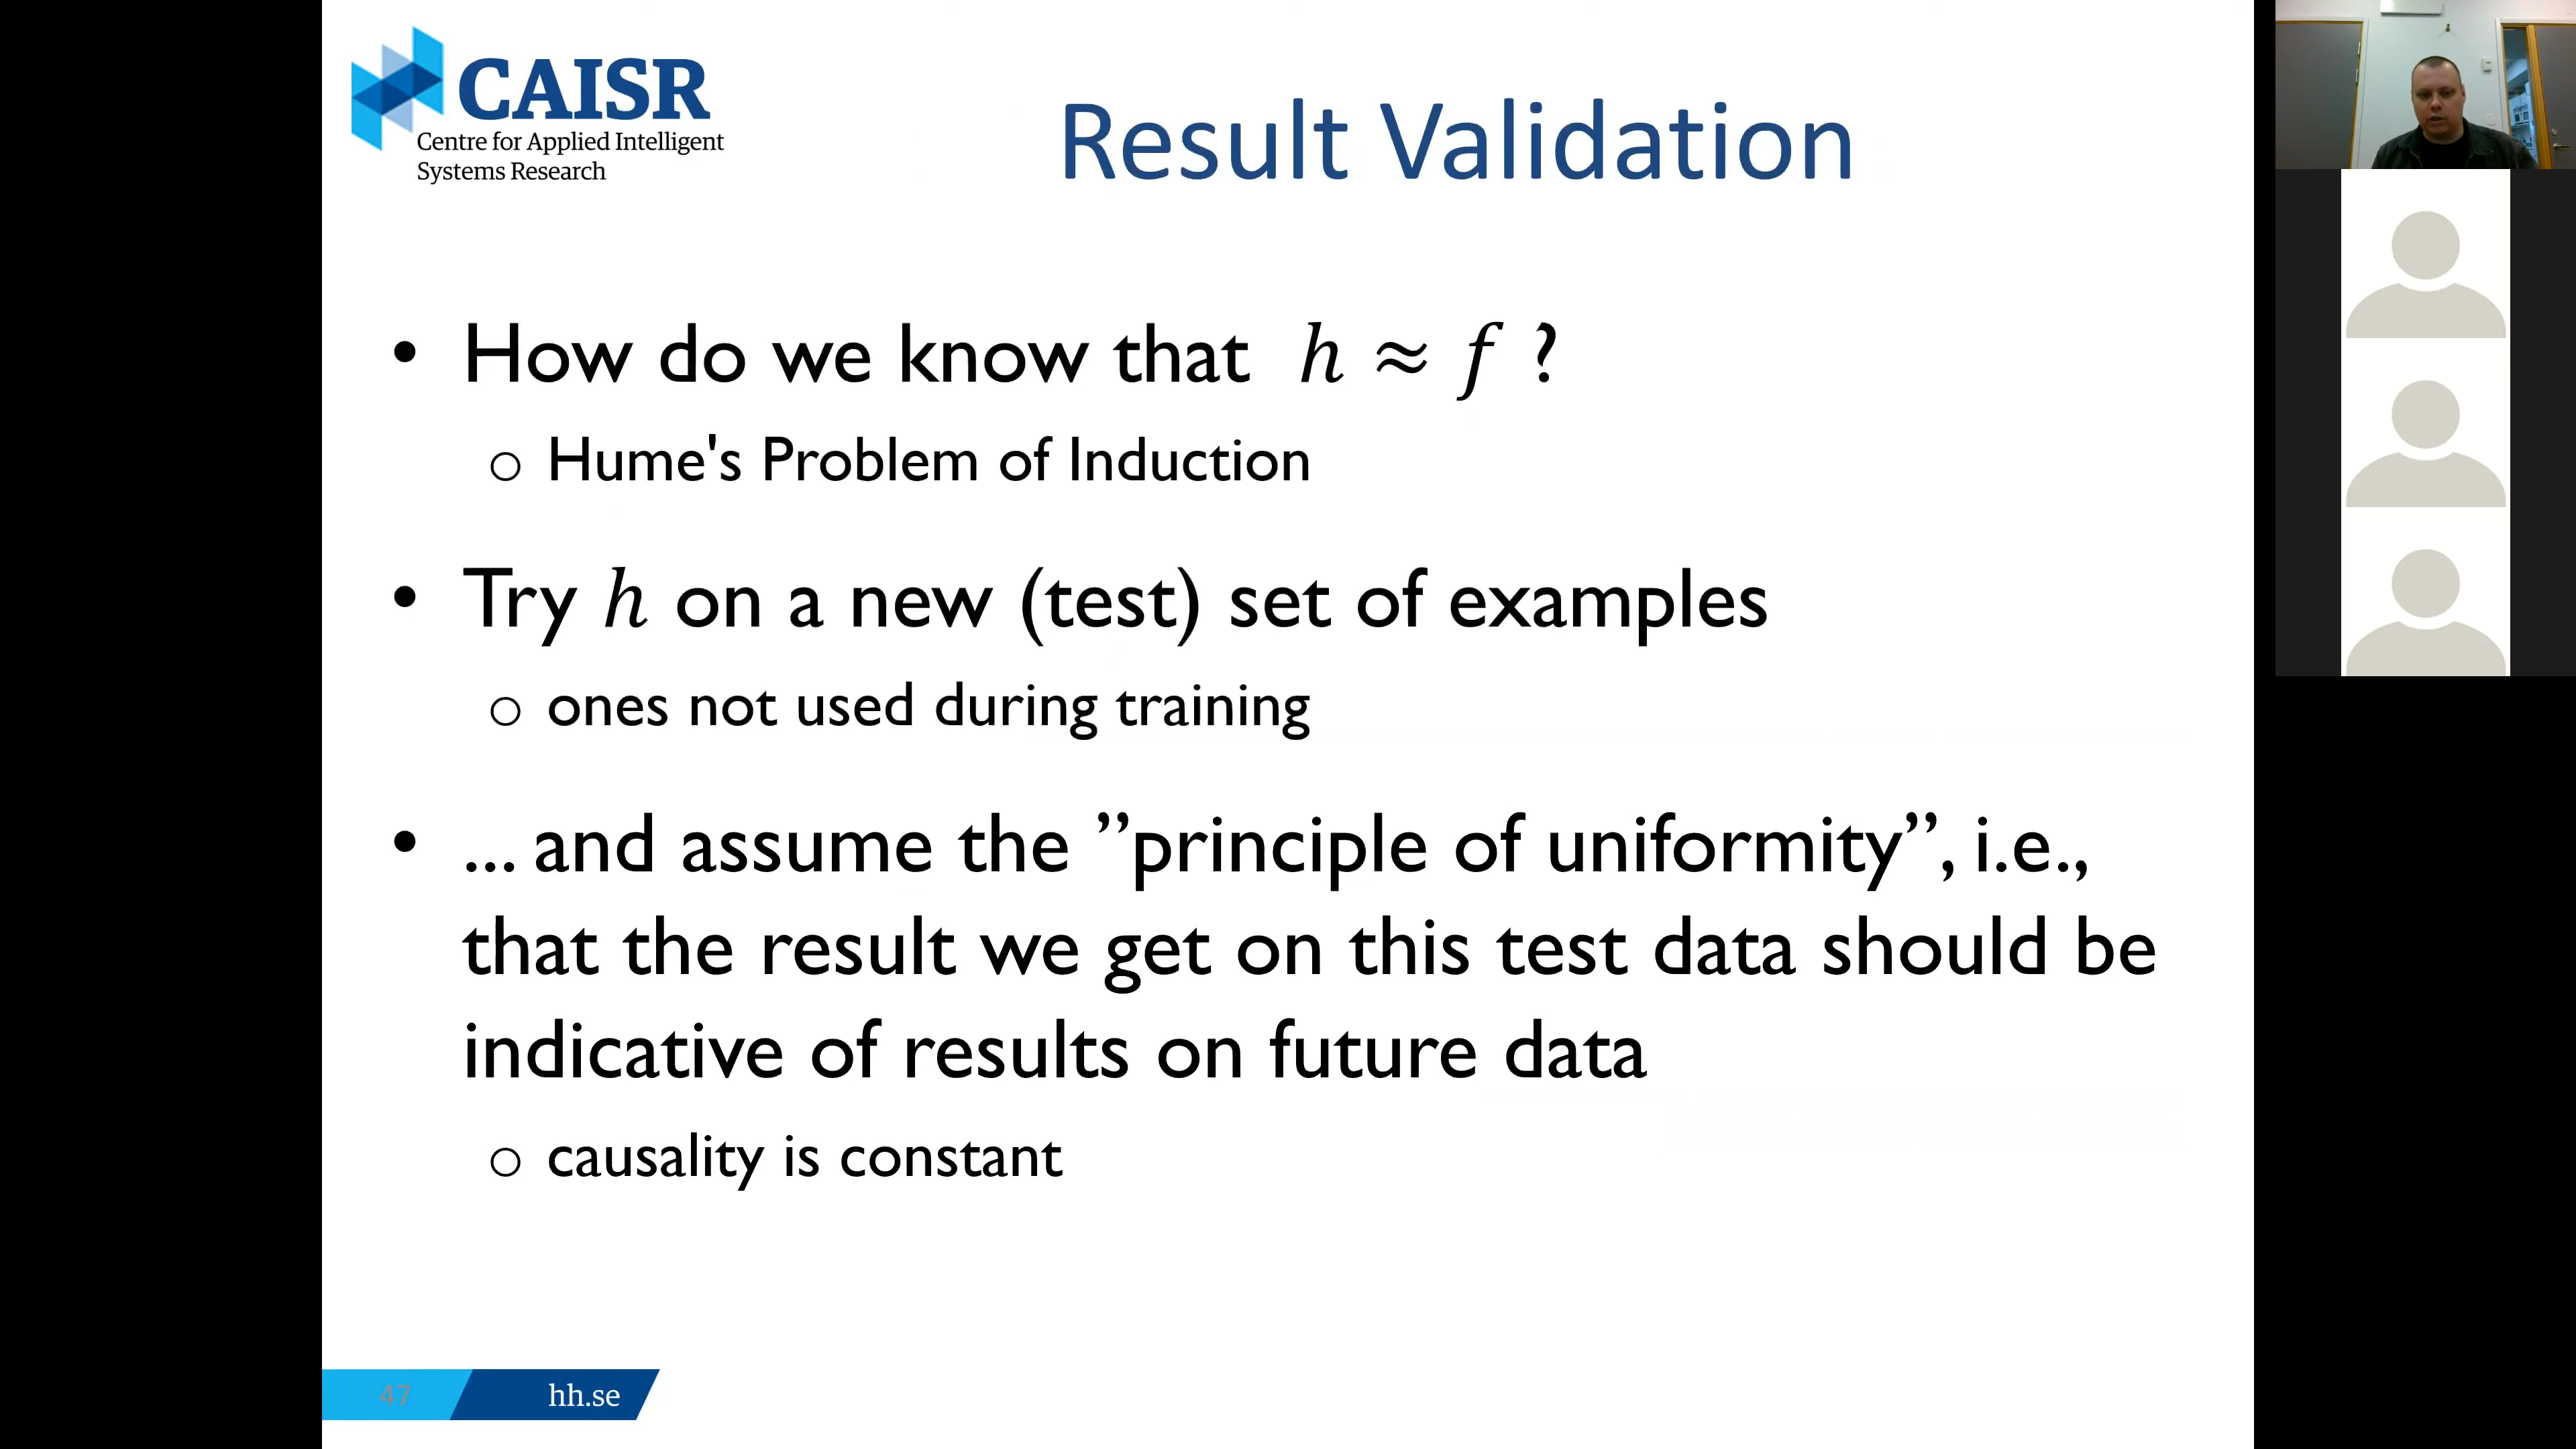 CAISR
Centre for Applied Intelligent
Systems Research
Result Validation
• How do we know that h ≈ f ?
o Hume's Problem of Induction
• Try h on a new (test) set of examples
o ones not used during training
• ... and assume the ”principle of uniformity”, i.e.,
that the result we get on this test data should be
indicative of results on future data
o causality is constant
47
hh.se